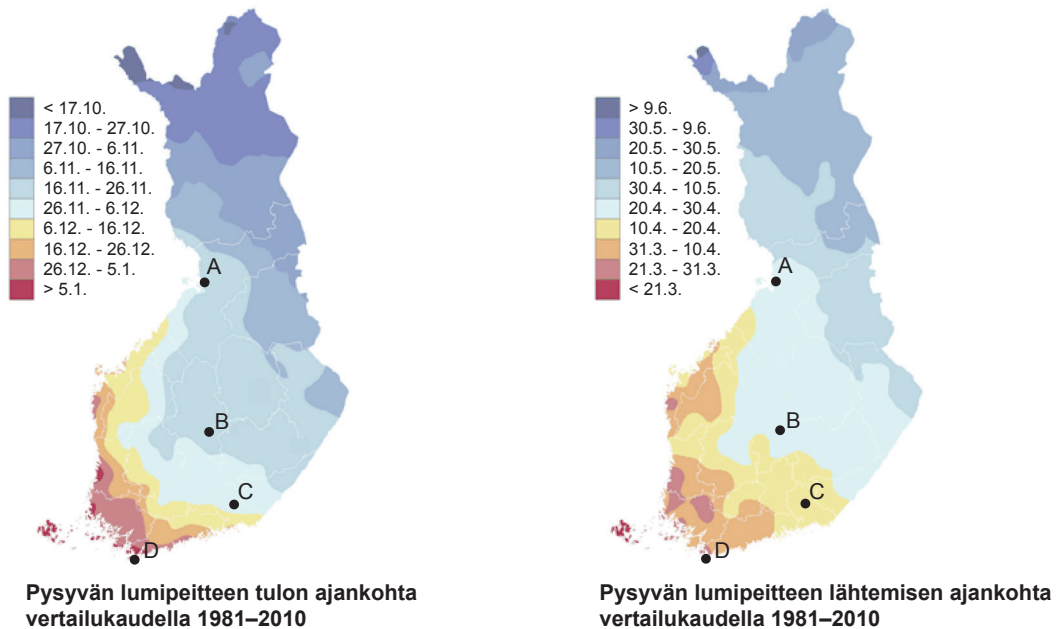 < 17.10.
17.10. - 27.10.
27.10. - 6.11.
6.11. - 16.11.
16.11. - 26.11.
26.11. - 6.12.
6.12. - 16.12.
16.12. - 26.12.
26.12. - 5.1.
> 5.1.
A
B
C
D
Pysyvän lumipeitteen tulon ajankohta
vertailukaudella 1981–2010
> 9.6.
30.5. - 9.6.
20.5. - 30.5.
10.5. - 20.5.
30.4. - 10.5.
20.4. - 30.4.
10.4. - 20.4.
31.3. - 10.4.
21.3. - 31.3.
< 21.3.
A
B
C
D
Pysyvän lumipeitteen lähtemisen ajankohta
vertailukaudella 1981–2010